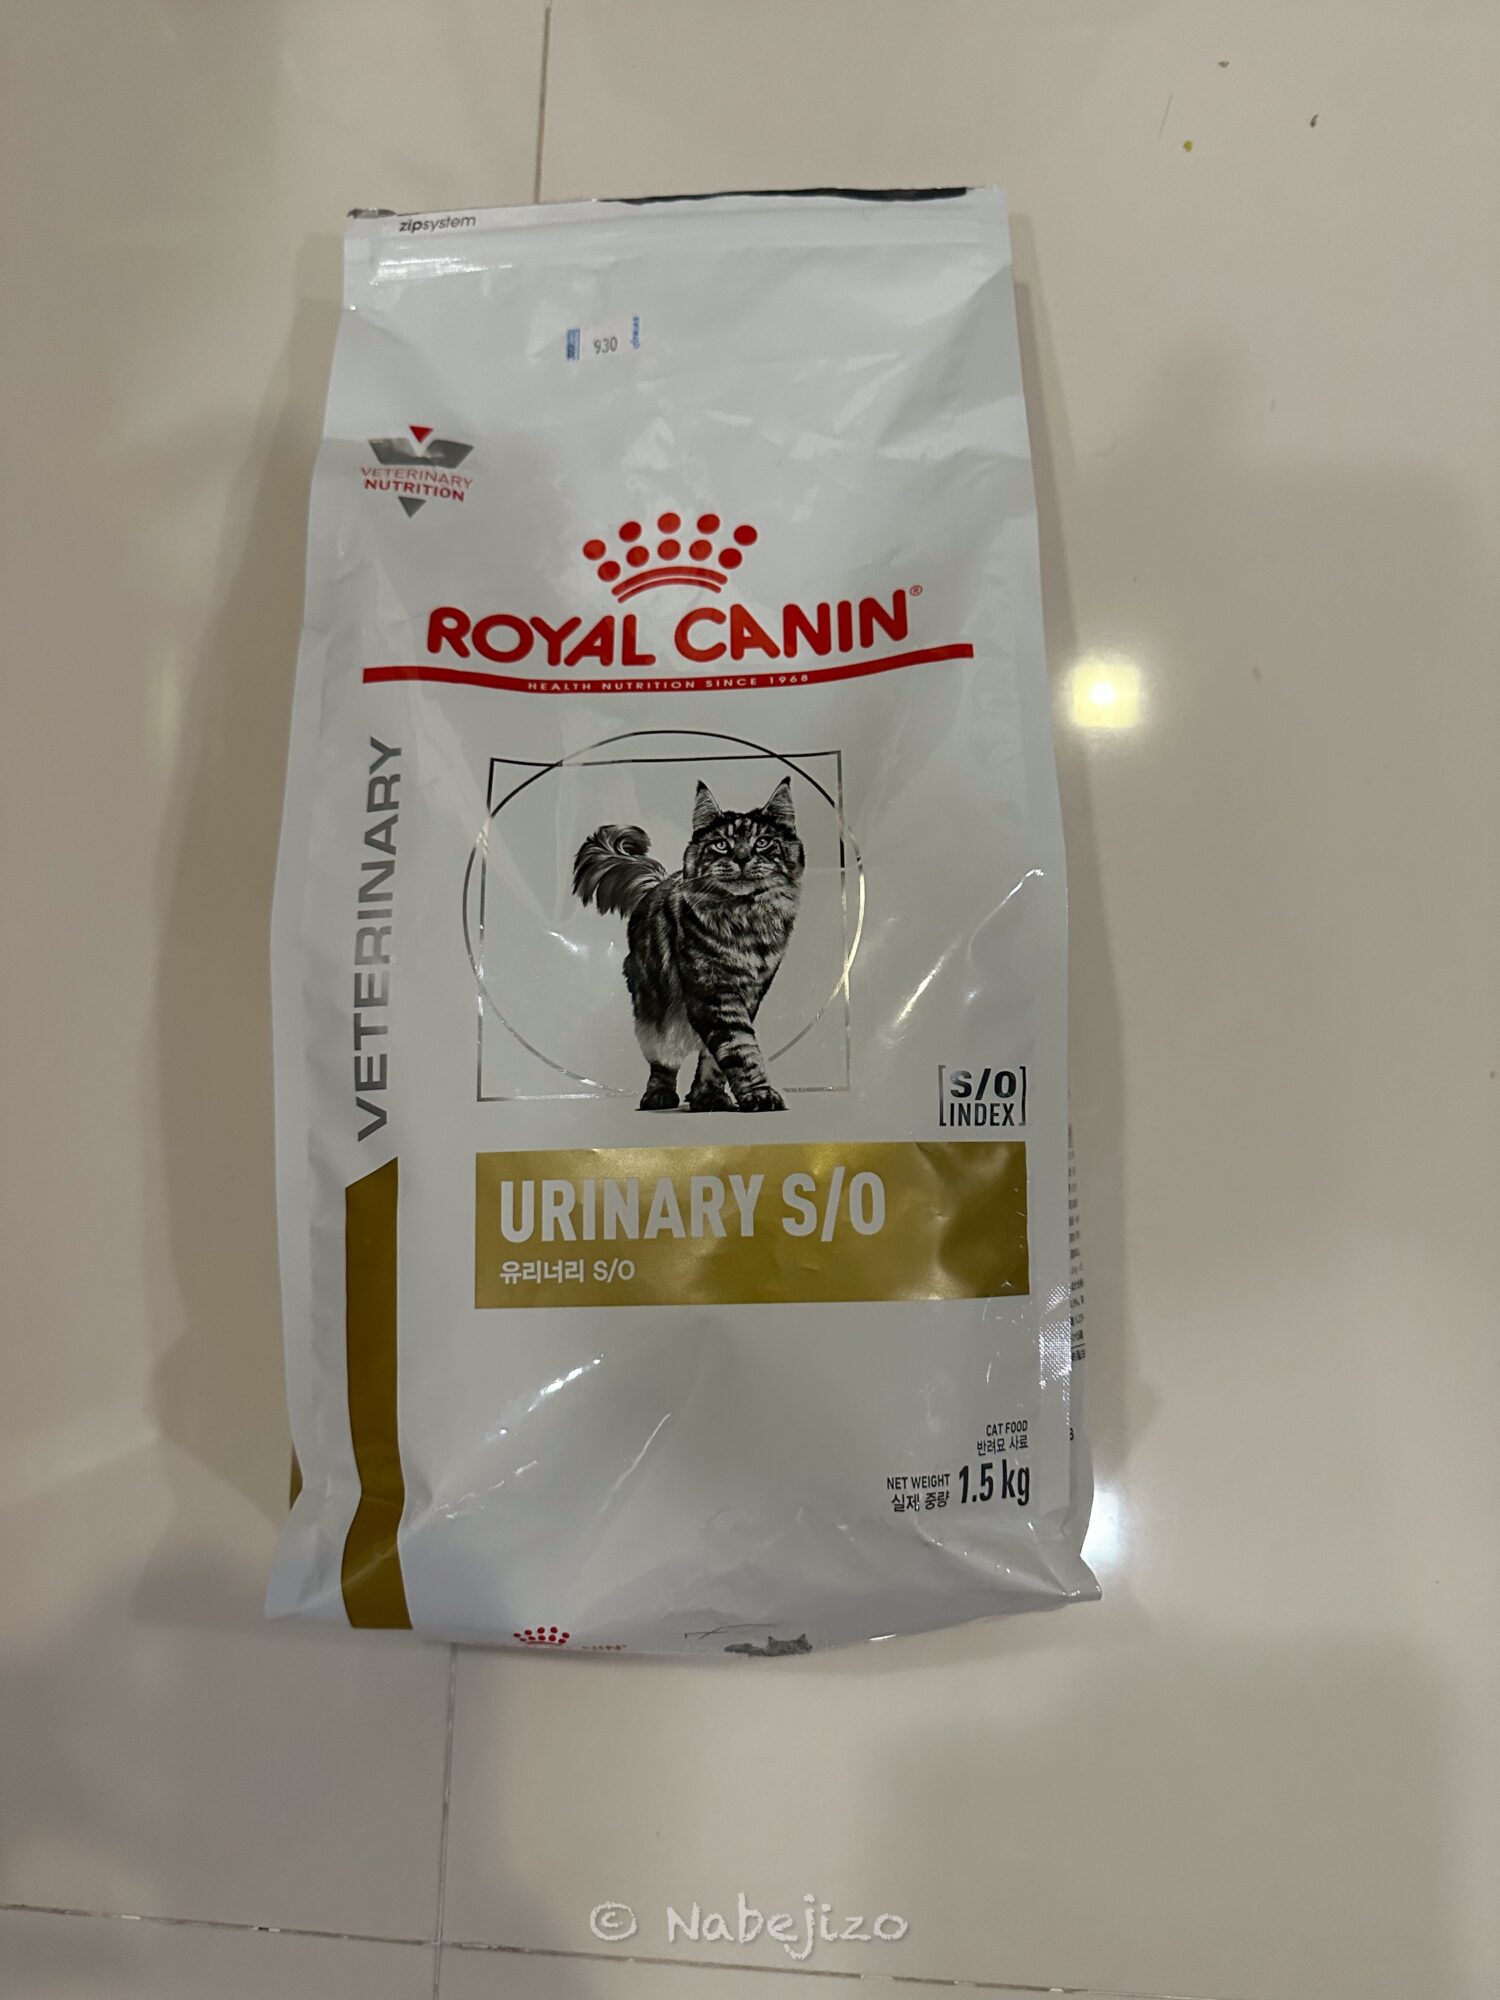 zipsystem
930
VETERINARY
NUTRITION
ROYAL CANIN®
HEALTH NUTRITION SINCE 1968
VETERINARY
S/O
INDEX
URINARY S/O
유리너리 S/O
CAT FOOD
반려묘 사료
NET WEIGHT 1.5 kg
실제 중량
© Nabejizo